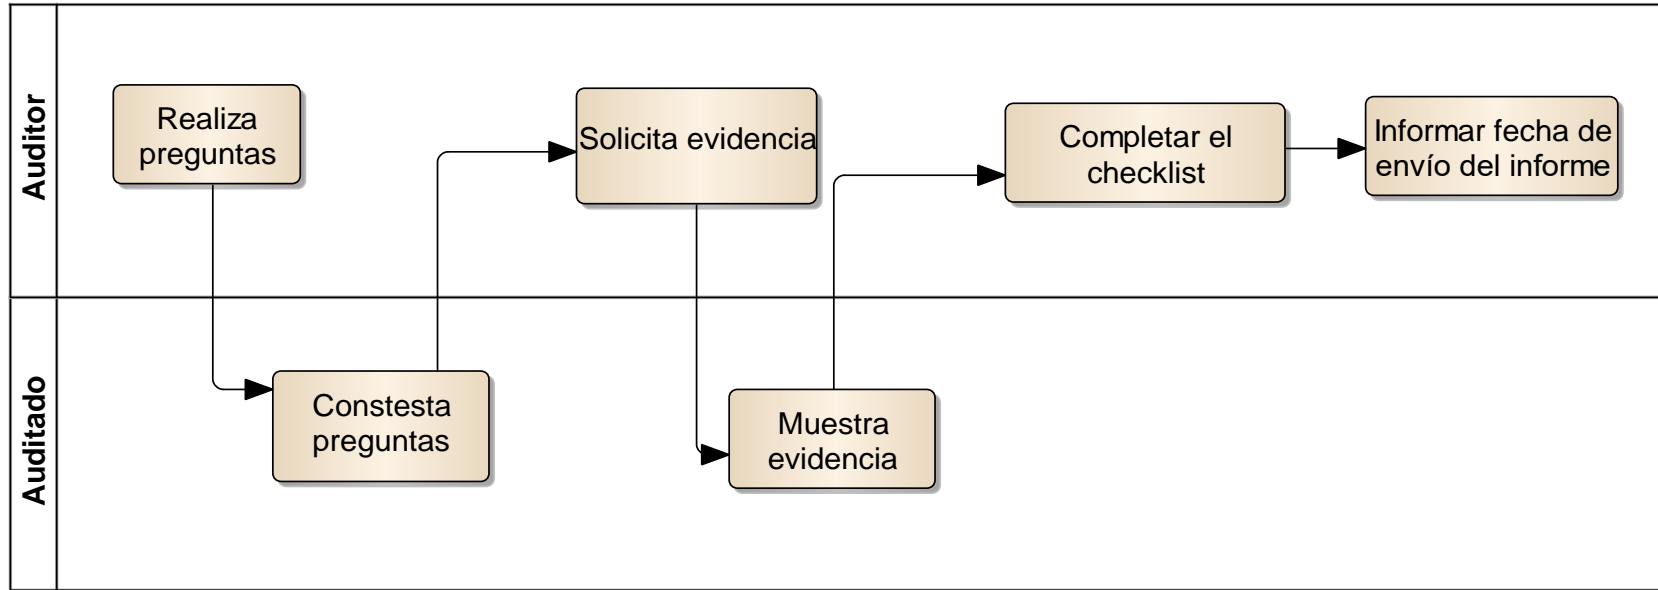 Auditor
Realiza
preguntas
Solicita evidencia
Completar el
checklist
Informar fecha de
envío del informe
Auditado
Constesta
preguntas
Muestra
evidencia